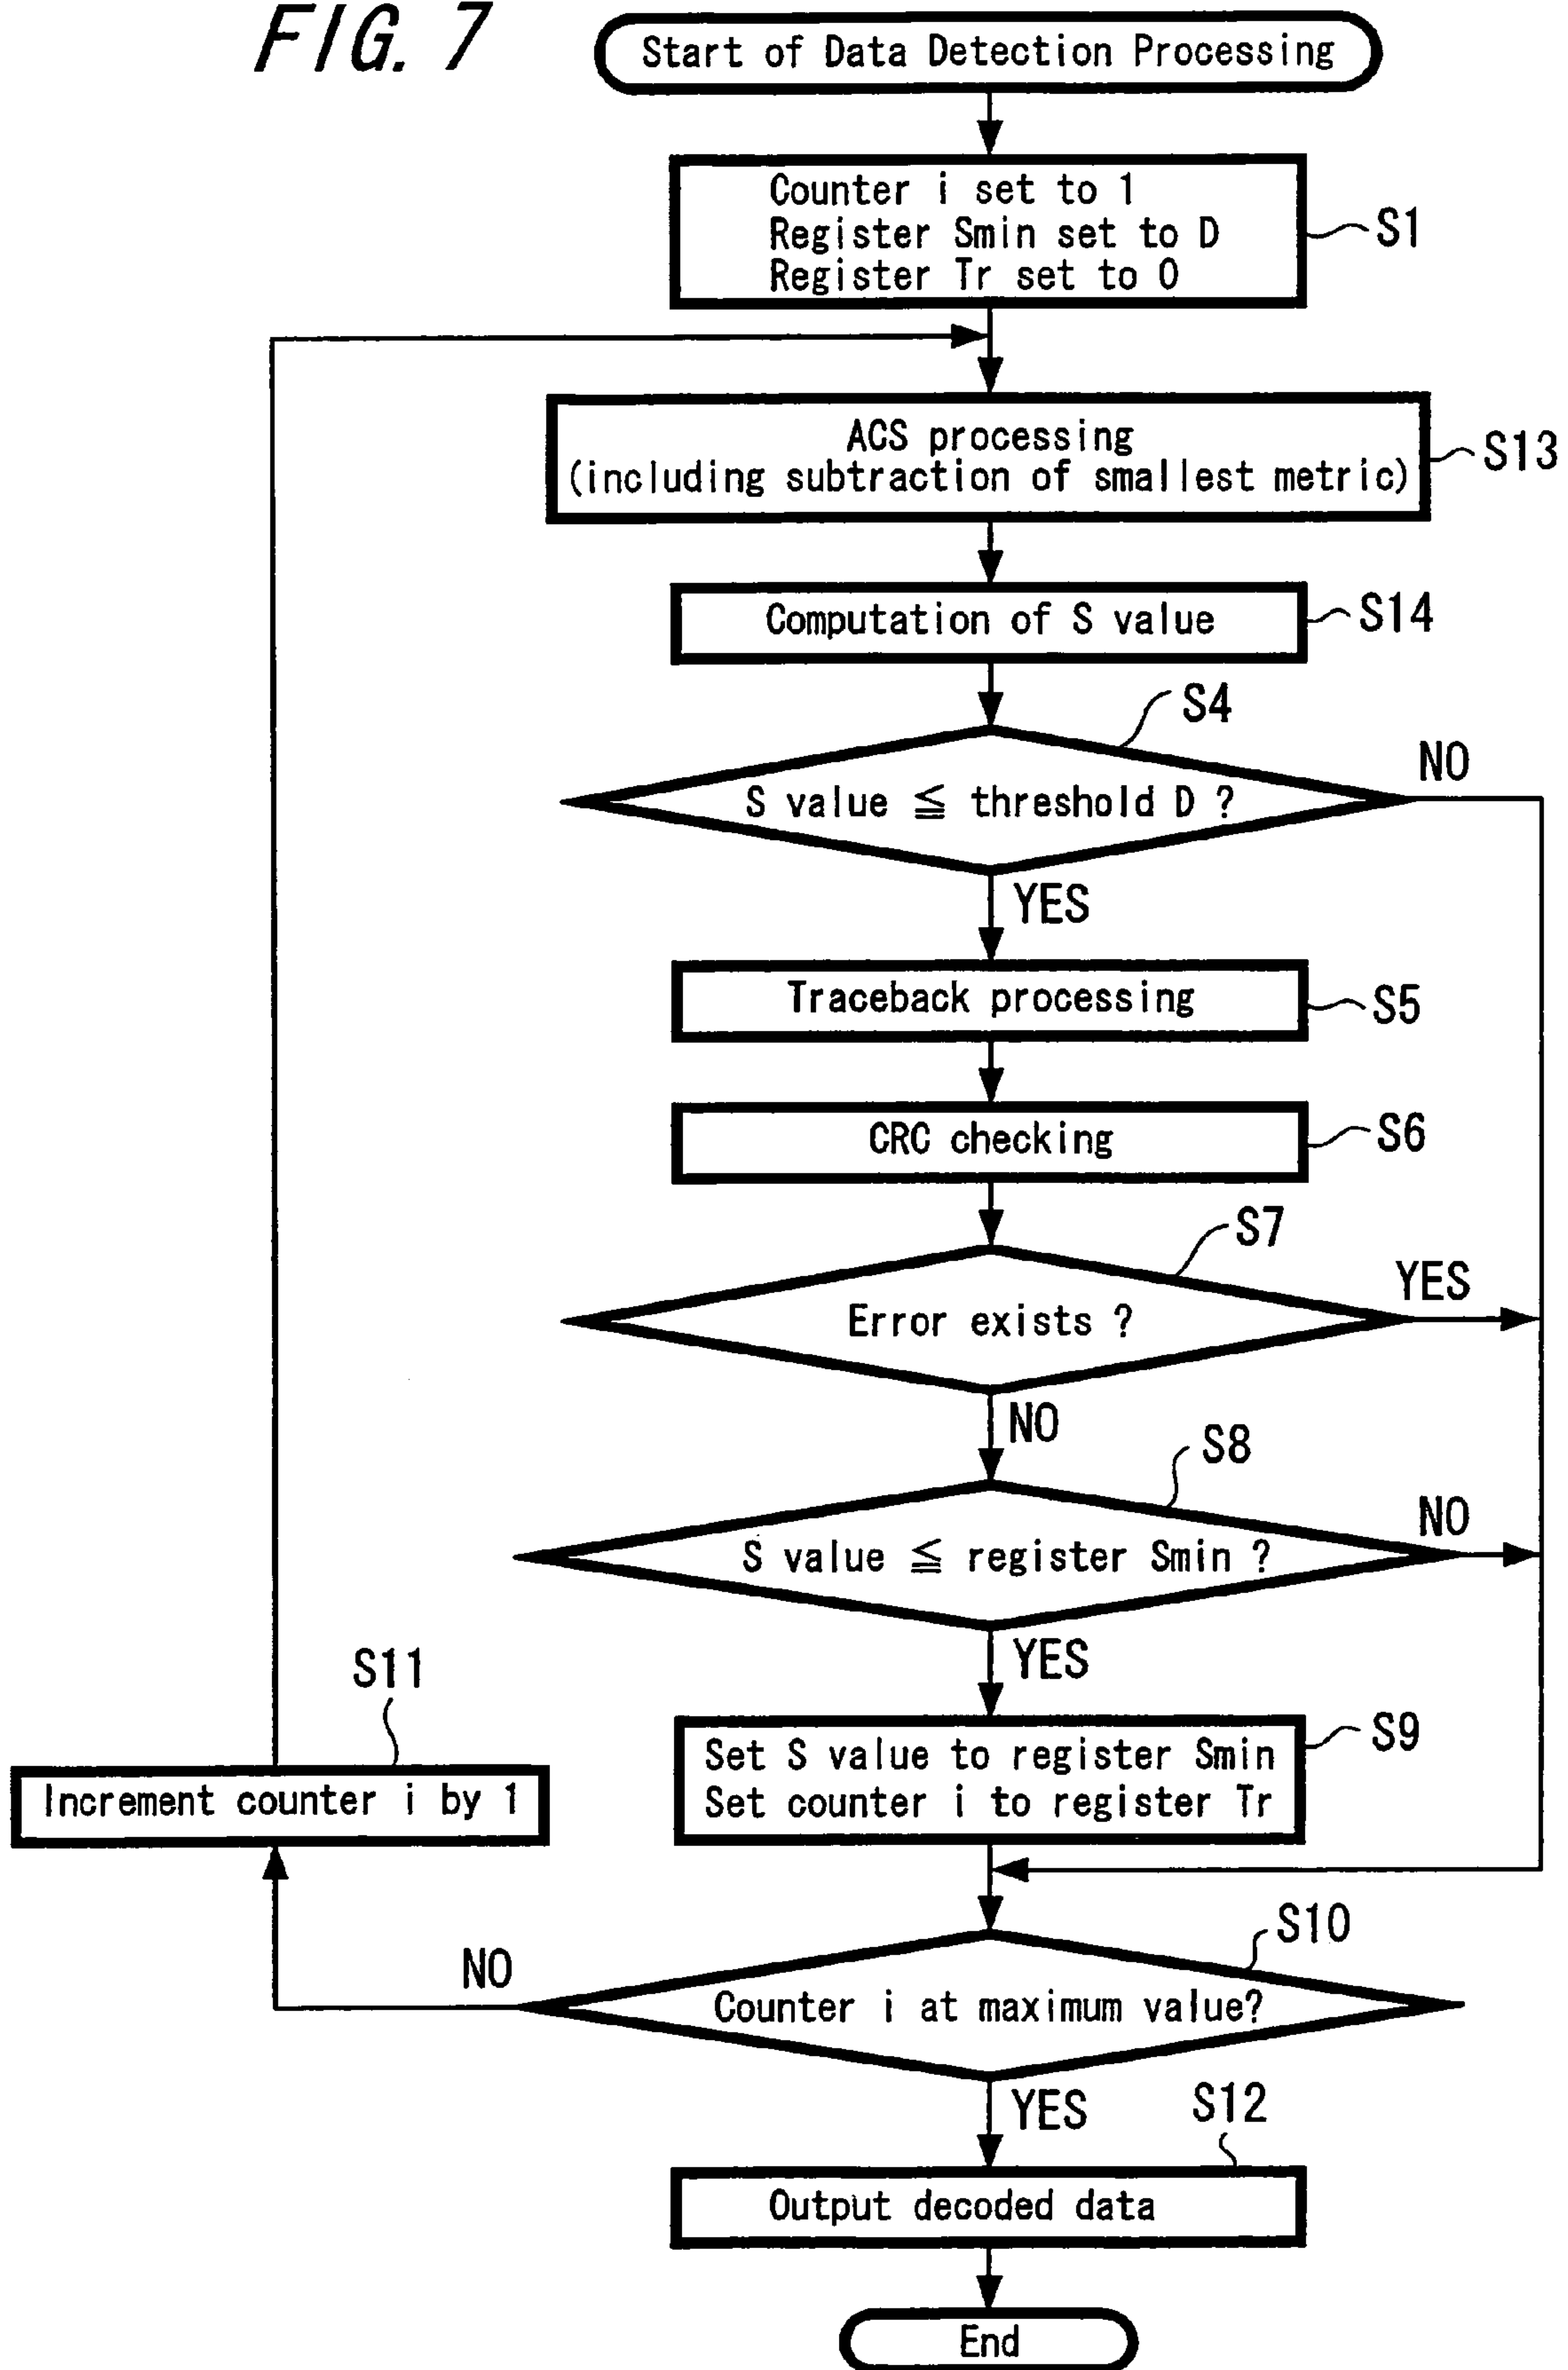 FIG. 7
Start of Data Detection Processing
Counter i set to 1
Register Smin set to D
Register Tr set to 0
S1
ACS processing
(including subtraction of smallest metric)
S13
Computation of S value
S14
S4
S value ≦ threshold D ?
NO
YES
Traceback processing
S5
CRC checking
S6
S7
Error exists ?
YES
NO
S8
S value ≦ register Smin ?
NO
YES
S11
Increment counter i by 1
Set S value to register Smin
Set counter i to register Tr
S9
S10
Counter i at maximum value?
NO
YES
S12
Output decoded data
End